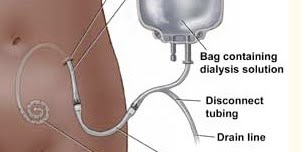 Bag containing
dialysis solution
Disconnect
tubing
Drain line